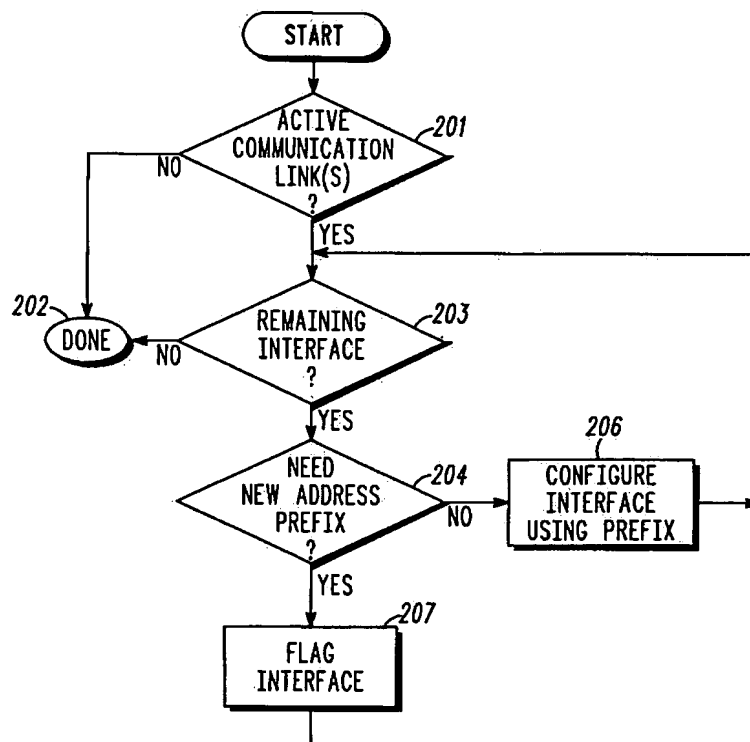 START
ACTIVE
COMMUNICATION
LINK(S)
?
201
NO
YES
202
DONE
REMAINING
INTERFACE
?
203
NO
YES
NEED
NEW ADDRESS
PREFIX
?
204
NO
206
CONFIGURE
INTERFACE
USING PREFIX
YES
207
FLAG
INTERFACE